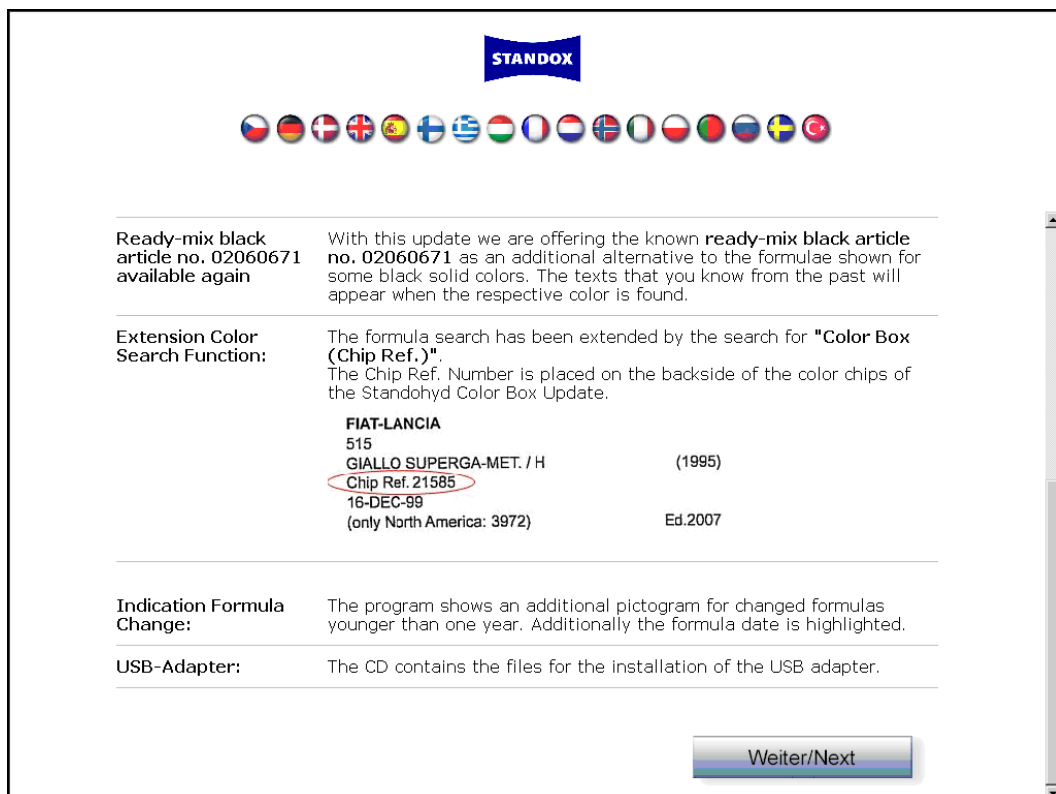 STANDOX
Ready-mix black
article no. 02060671
available again
With this update we are offering the known ready-mix black article
no. 02060671 as an additional alternative to the formulae shown for
some black solid colors. The texts that you know from the past will
appear when the respective color is found.
Extension Color
Search Function:
The formula search has been extended by the search for "Color Box
(Chip Ref.)".
The Chip Ref. Number is placed on the backside of the color chips of
the Standohyd Color Box Update.
FIAT-LANCIA
515
GIALLO SUPERGA-MET. / H (1995)
Chip Ref. 21585
16-DEC-99
(only North America: 3972) Ed.2007
Indication Formula
Change:
The program shows an additional pictogram for changed formulas
younger than one year. Additionally the formula date is highlighted.
USB-Adapter:
The CD contains the files for the installation of the USB adapter.
Weiter/Next